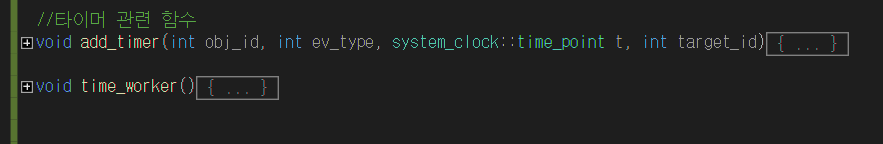 //타이머 관련 함수
void add_timer(int obj_id, int ev_type, system_clock::time_point t, int target_id){ ... }
void time_worker(){ ... }